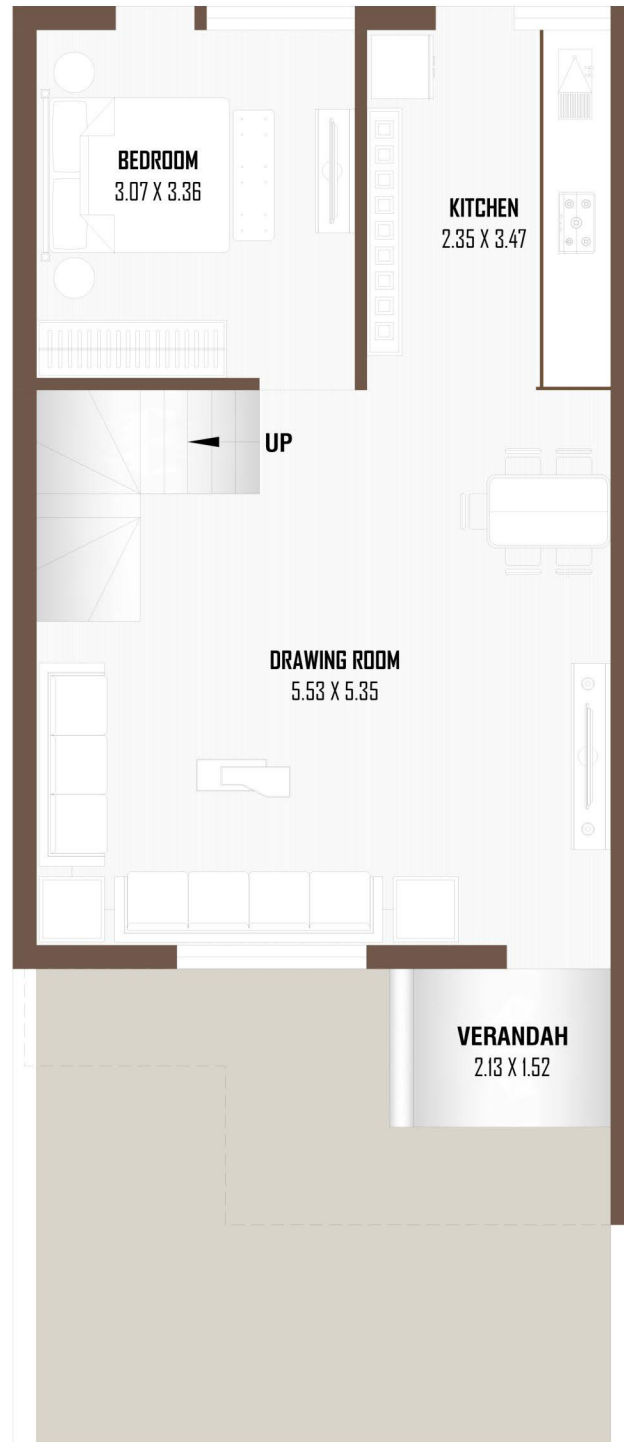 BEDROOM
3.07 X 3.36
KITCHEN
2.35 X 3.47
UP
DRAWING ROOM
5.53 X 5.35
VERANDAH
2.13 X 1.52